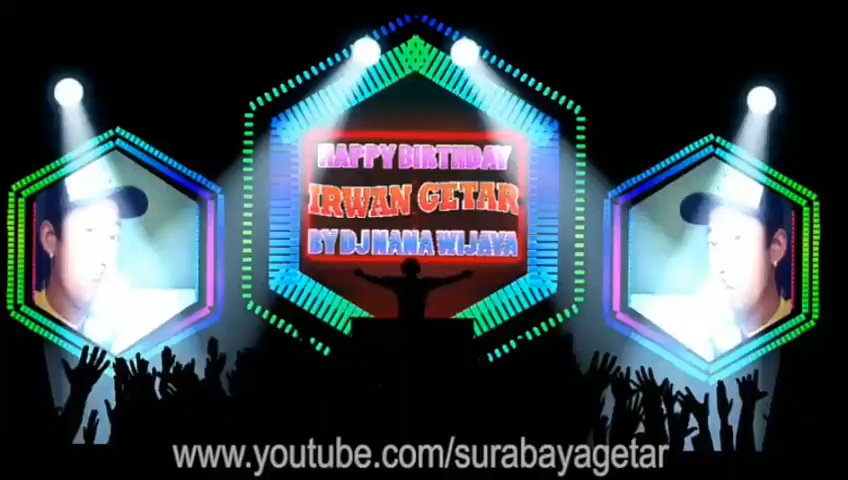 HAPPY BIRTHDAY
IRWAN GETAR
BY DJ NANA WIJAYA
www.youtube.com/surabayagetar